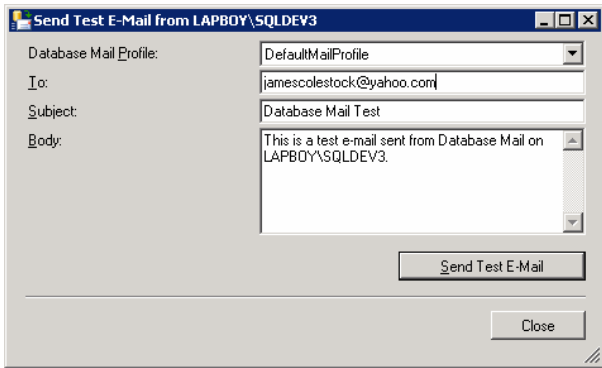 Send Test E-Mail from LAPBOY\SQLDEV3
Database Mail Profile: DefaultMailProfile
To: jamescolestock@yahoo.com
Subject: Database Mail Test
Body: This is a test e-mail sent from Database Mail on
LAPBOY\SQLDEV3.
Send Test E-Mail
Close